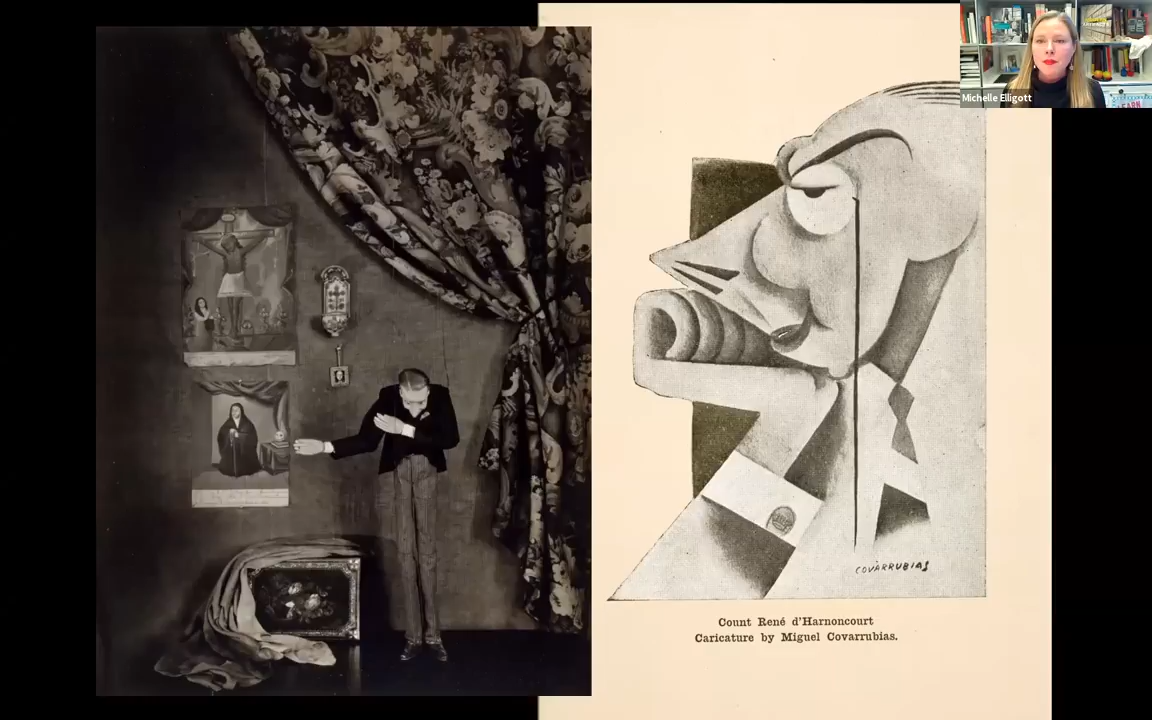 Michelle Elligott
COVARRUBIAS
Count René d'Harnoncourt
Caricature by Miguel Covarrubias.